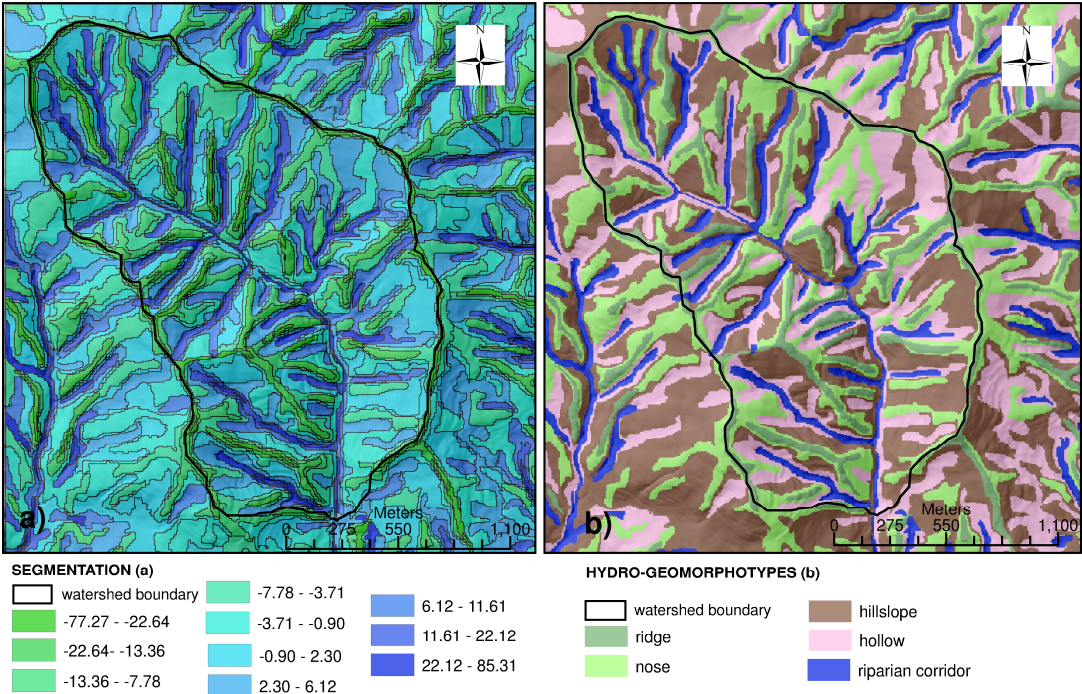 N
N
a)
Meters
0 275 550 1,100
b)
Meters
0 275 550 1,100
SEGMENTATION (a)
watershed boundary
-77.27 - -22.64
-22.64- -13.36
-13.36 - -7.78
-7.78 - -3.71
-3.71 - -0.90
-0.90 - 2.30
2.30 - 6.12
6.12 - 11.61
11.61 - 22.12
22.12 - 85.31
HYDRO-GEOMORPHOTYPES (b)
watershed boundary
ridge
nose
hillslope
hollow
riparian corridor